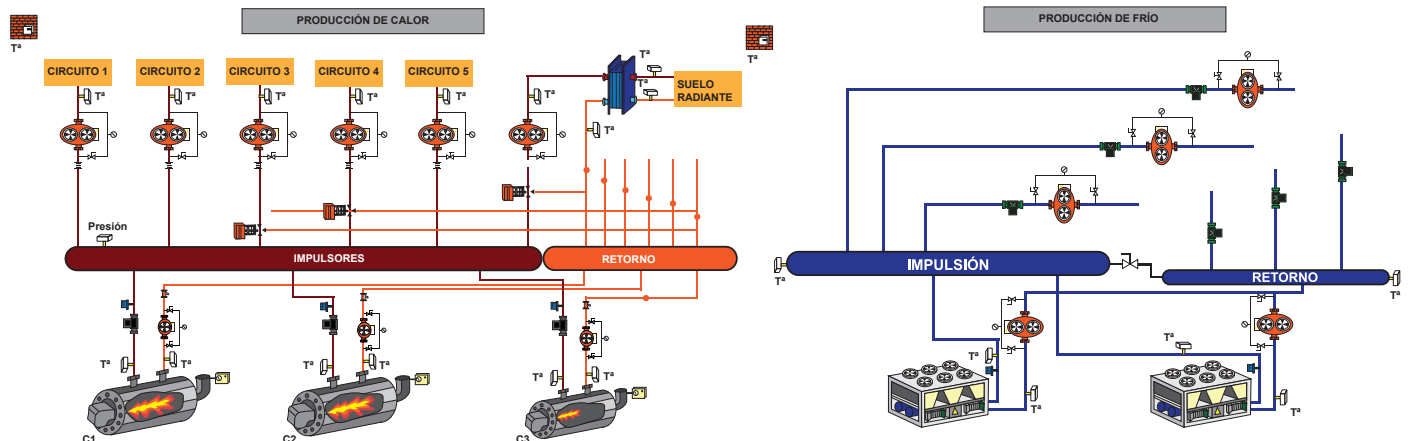 PRODUCCIÓN DE CALOR
PRODUCCIÓN DE FRÍO
Tª
Tª
CIRCUITO 1
CIRCUITO 2
CIRCUITO 3
CIRCUITO 4
CIRCUITO 5
Tª
Tª
SUELO
RADIANTE
Tª
Tª
Tª
Tª
Tª
Tª
Tª
Tª
Presión
IMPULSORES
RETORNO
IMPULSIÓN
RETORNO
Tª
Tª
Tª
Tª
Tª
Tª
Tª
Tª
Tª
Tª
Tª
Tª
C1
C2
C3